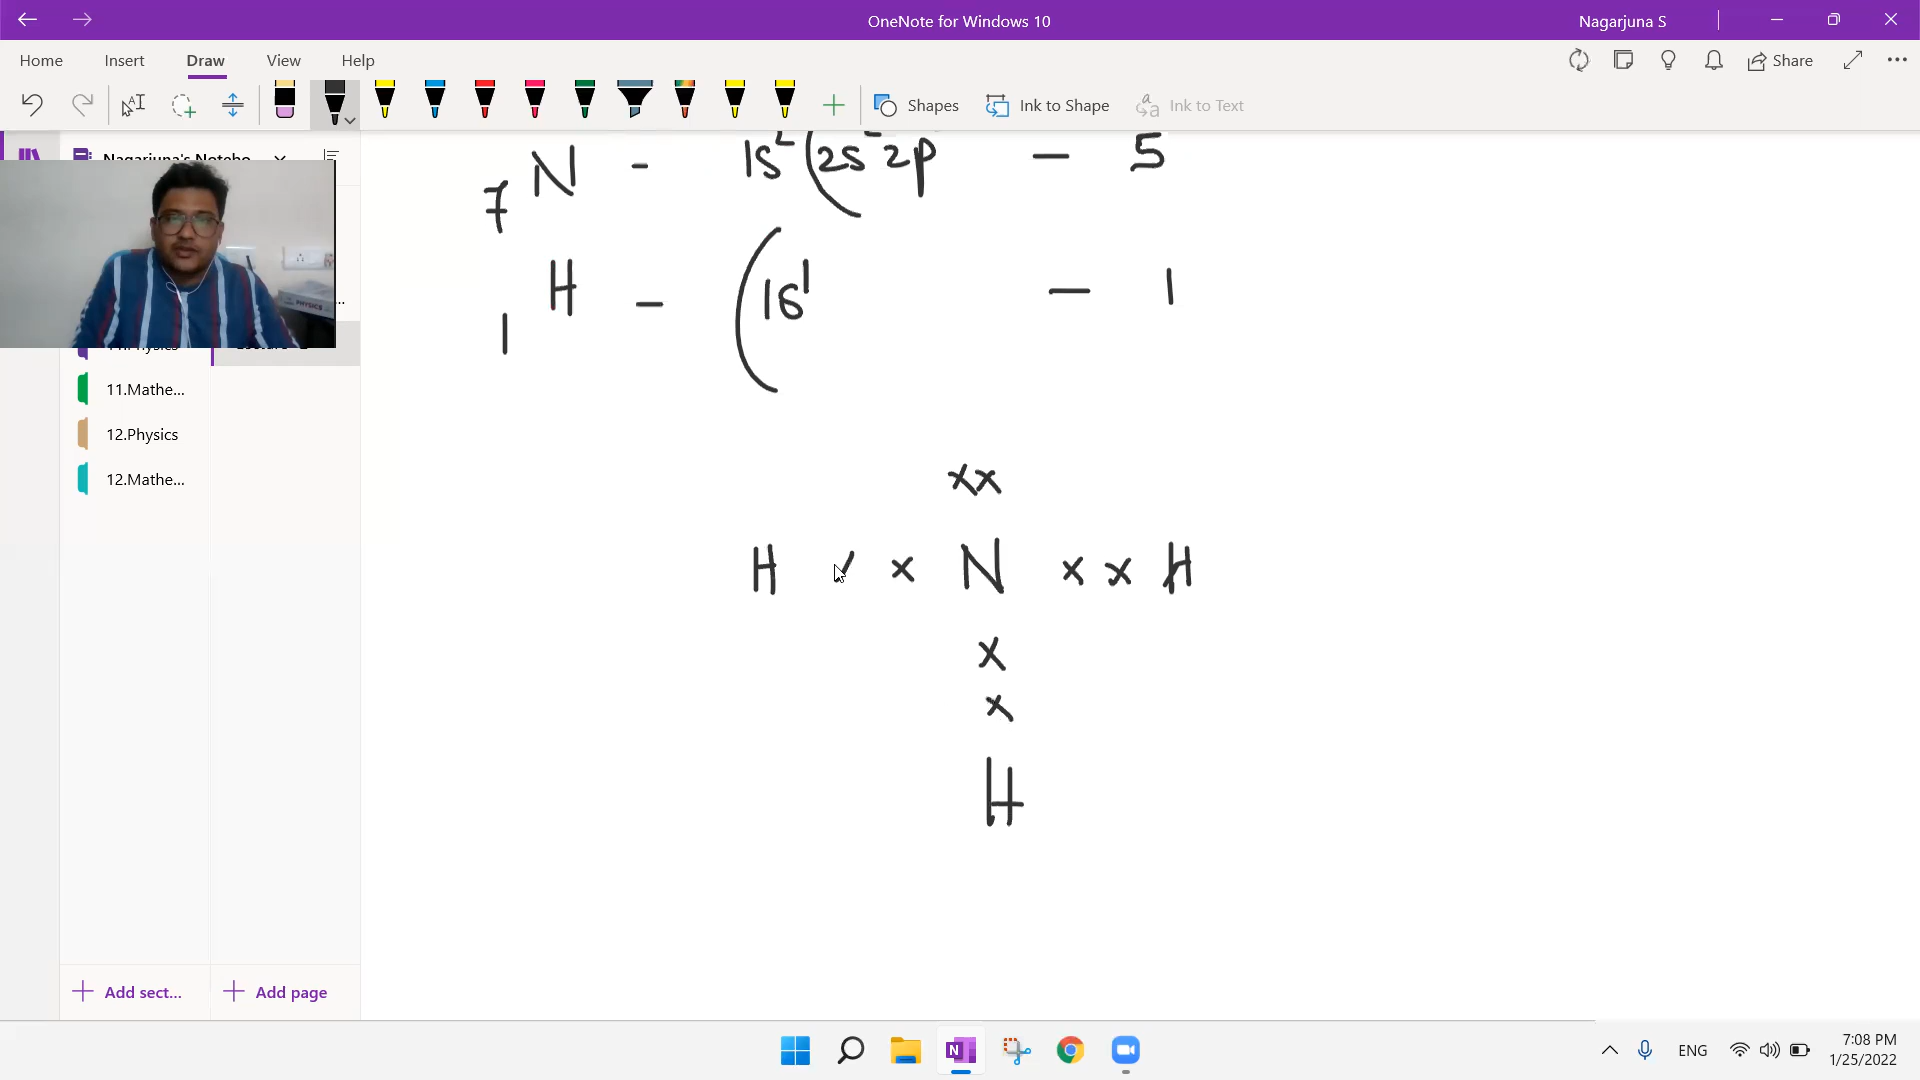 OneNote for Windows 10
Nagarjuna S
Home Insert Draw View Help
Share
Shapes Ink to Shape Ink to Text
Nagarjuna's Notebo
11.Mathe...
12.Physics
12.Mathe...
Add sect...
Add page
7 N - 1s² (2s² 2p — 5
1 H - (1s¹ — 1
xx
H x N x x H
x
x
H
ENG
7:08 PM
1/25/2022